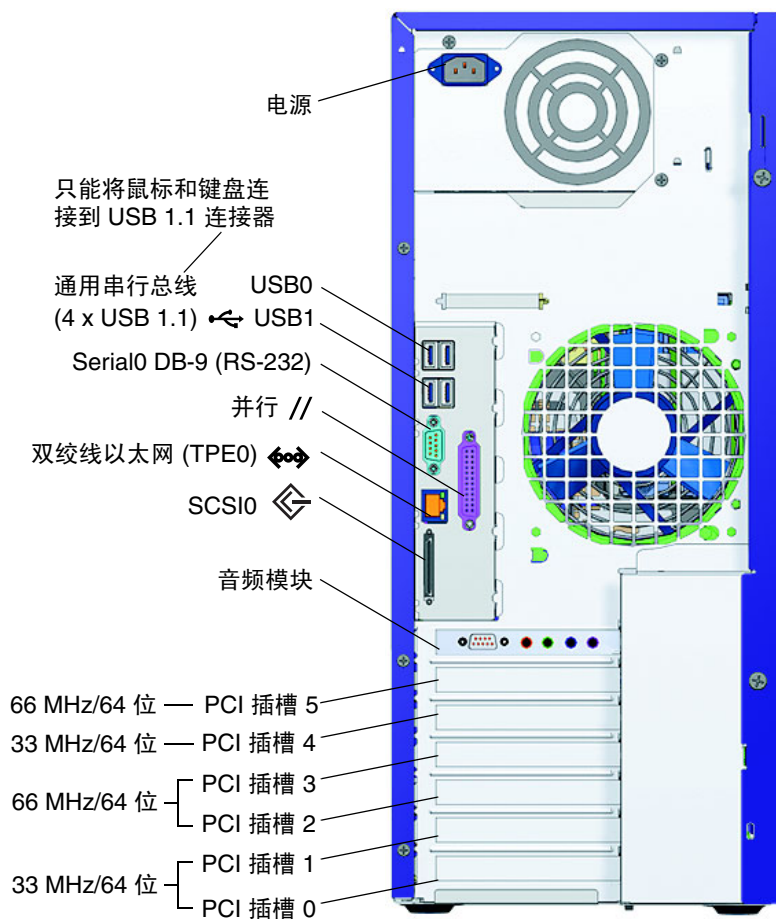 电源
只能将鼠标和键盘连
接到 USB 1.1 连接器
通用串行总线
(4 x USB 1.1)
USB0
USB1
Serial0 DB-9 (RS-232)
并行 //
双绞线以太网 (TPE0)
SCSI0
音频模块
66 MHz/64 位 PCI 插槽 5
33 MHz/64 位 PCI 插槽 4
66 MHz/64 位
PCI 插槽 3
PCI 插槽 2
33 MHz/64 位
PCI 插槽 1
PCI 插槽 0